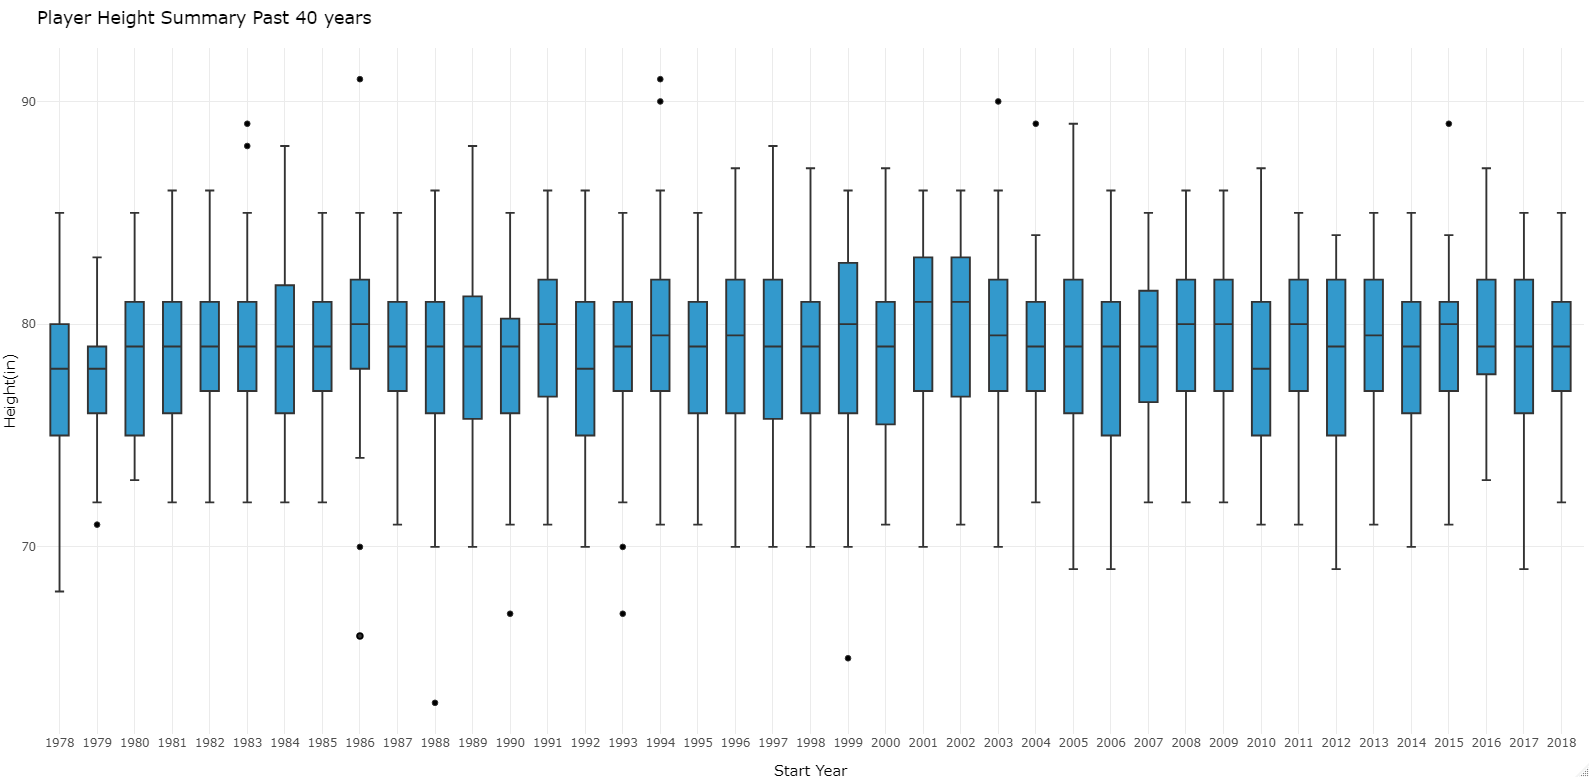 Player Height Summary Past 40 years
90
80
70
Height(in)
1978 1979 1980 1981 1982 1983 1984 1985 1986 1987 1988 1989 1990 1991 1992 1993 1994 1995 1996 1997 1998 1999 2000 2001 2002 2003 2004 2005 2006 2007 2008 2009 2010 2011 2012 2013 2014 2015 2016 2017 2018
Start Year